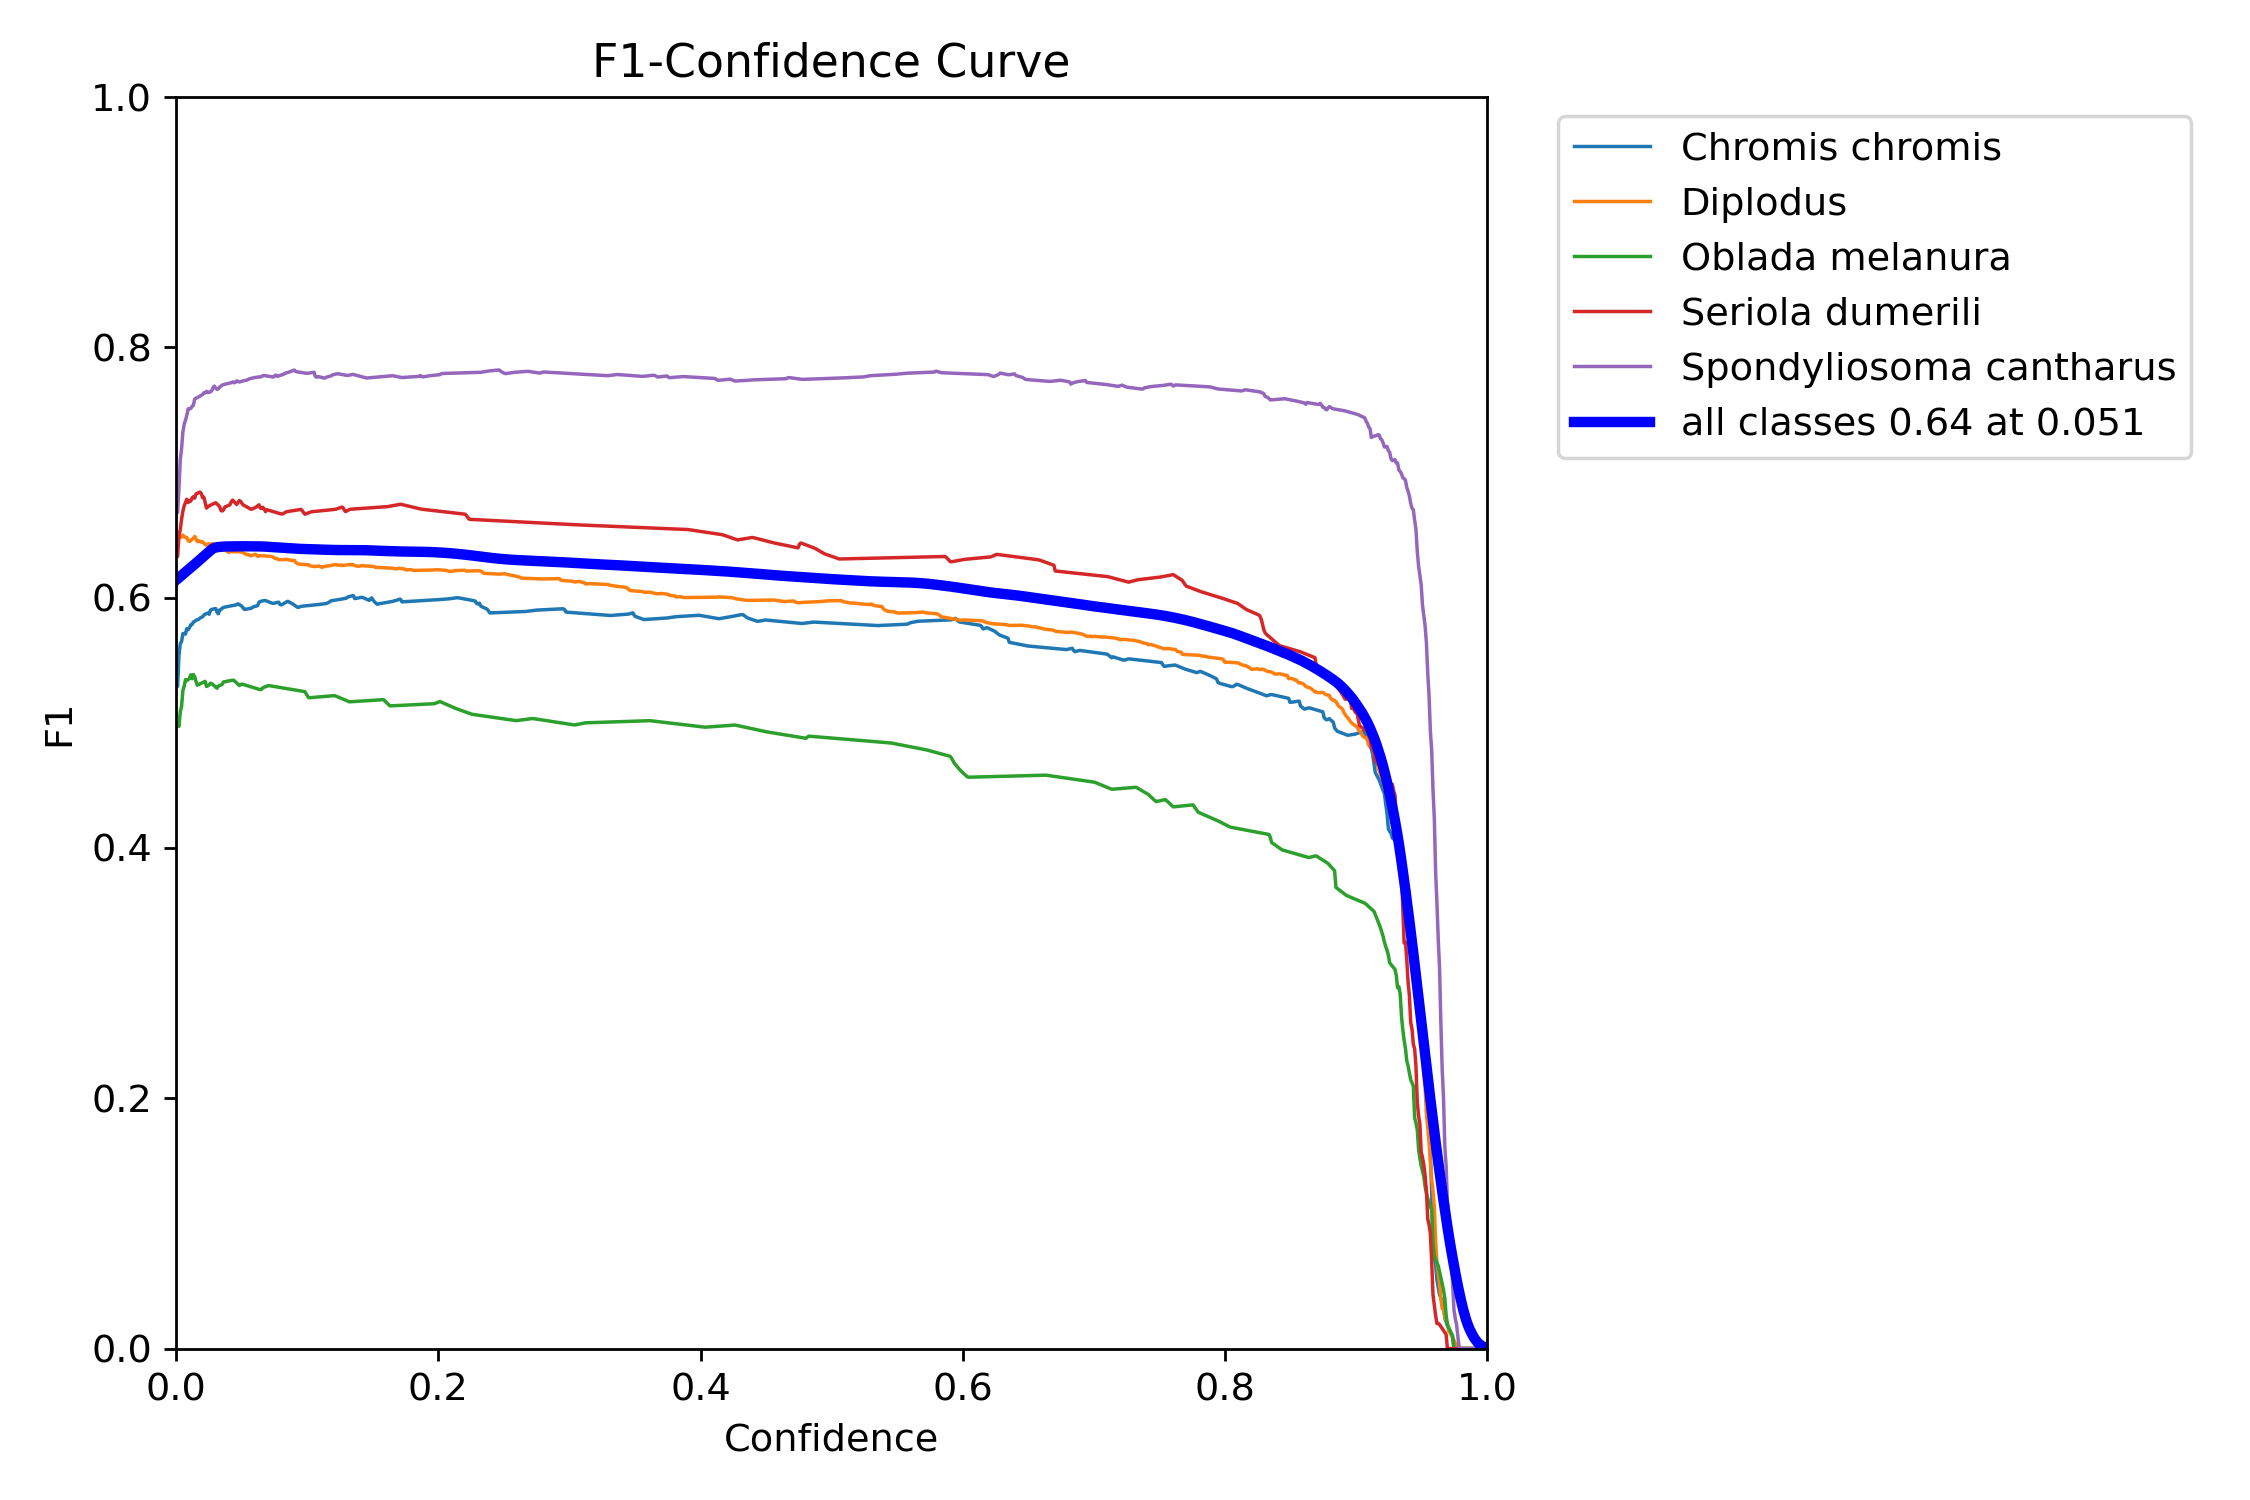 F1-Confidence Curve
1.0
0.8
0.6
0.4
0.2
0.0
F1
0.0 0.2 0.4 0.6 0.8 1.0
Confidence
Chromis chromis
Diplodus
Oblada melanura
Seriola dumerili
Spondyliosoma cantharus
all classes 0.64 at 0.051